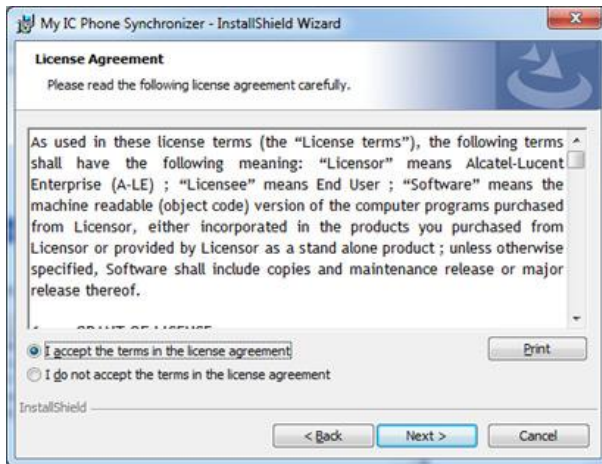 My IC Phone Synchronizer - InstallShield Wizard
License Agreement
Please read the following license agreement carefully.
As used in these license terms (the “License terms”), the following terms
shall have the following meaning: “Licensor” means Alcatel-Lucent
Enterprise (A-LE) ; “Licensee” means End User ; “Software” means the
machine readable (object code) version of the computer programs purchased
from Licensor, either incorporated in the products you purchased from
Licensor or provided by Licensor as a stand alone product ; unless otherwise
specified, Software shall include copies and maintenance release or major
release thereof.
I accept the terms in the license agreement
Print
I do not accept the terms in the license agreement
InstallShield
< Back
Next >
Cancel